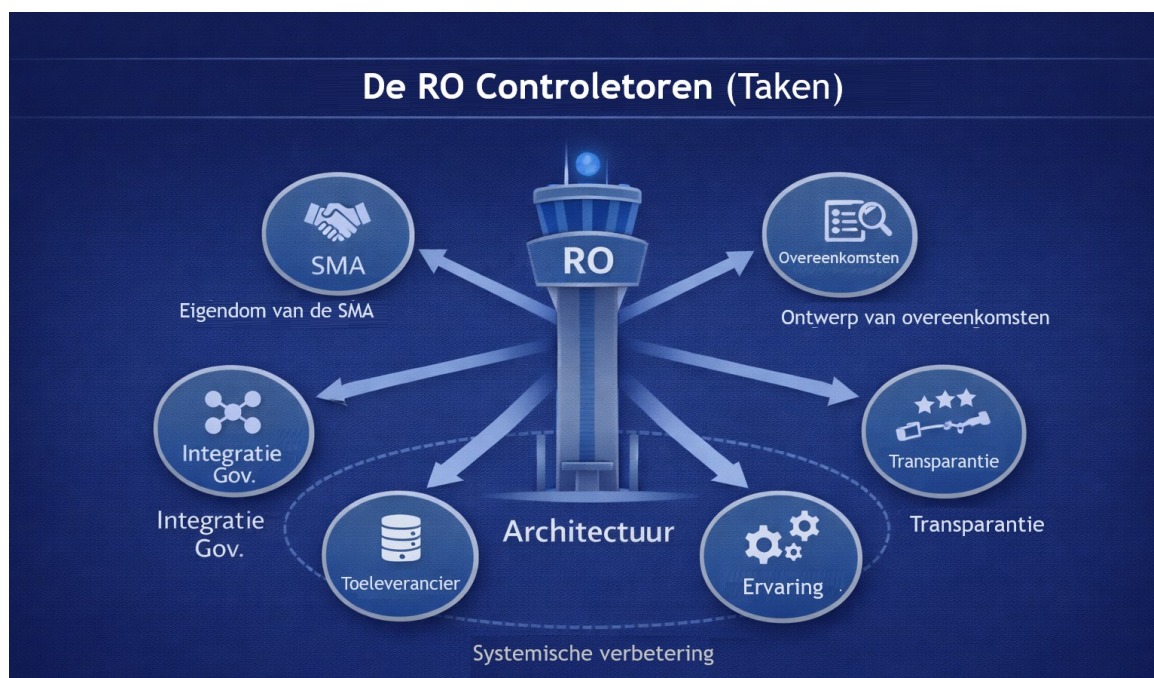 De RO Controletoren (Taken)
RO
SMA
Eigendom van de SMA
Overeenkomsten
Ontwerp van overeenkomsten
Integratie
Gov.
Integratie
Gov.
Transparantie
Transparantie
Toeleverancier
Architectuur
Ervaring
Systemische verbetering